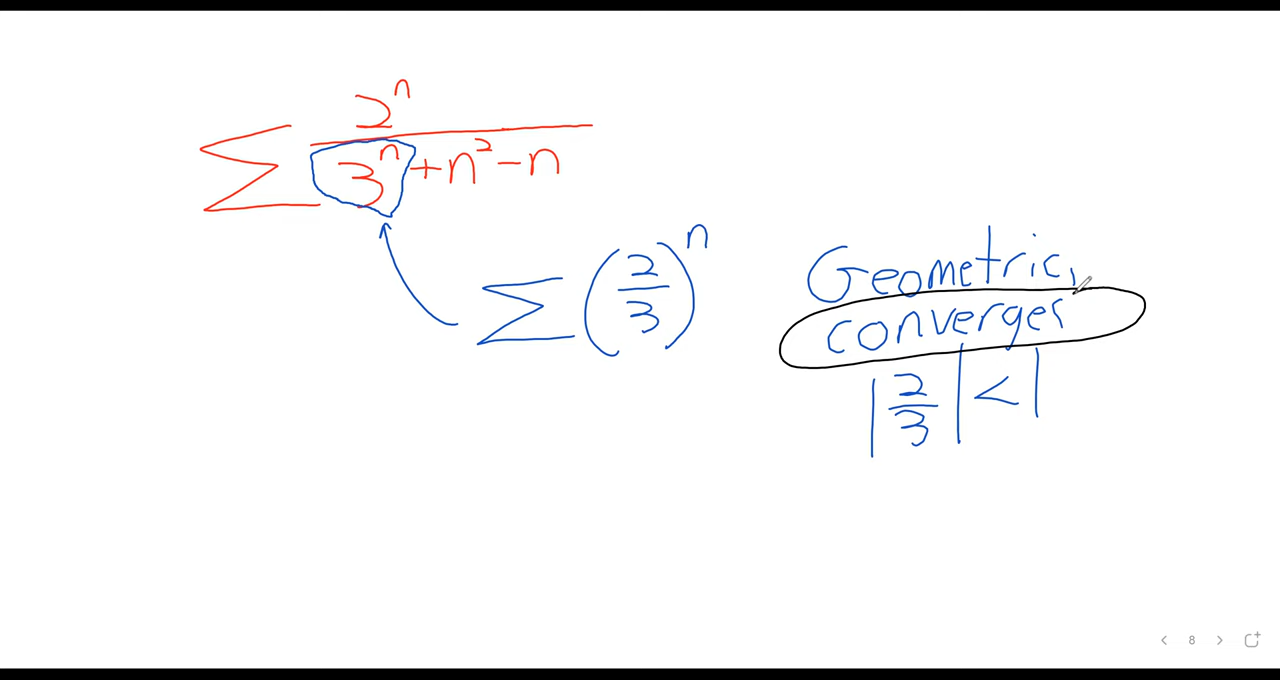 ∑ 2^n / (3^n + n^2 - n)
∑ (2/3)^n
Geometric,
converges
|2/3| < 1
8